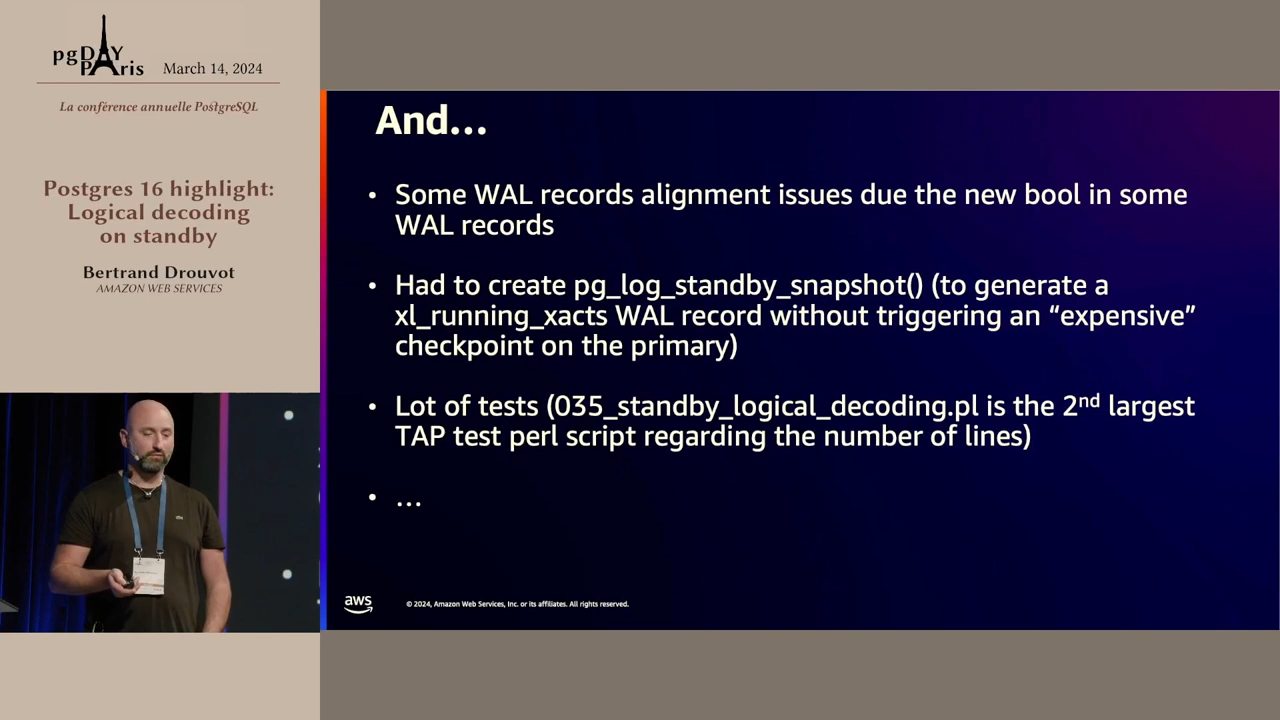 pgDAY
PAris
March 14, 2024
La conférence annuelle PostgreSQL
Postgres 16 highlight:
Logical decoding
on standby
Bertrand Drouvot
AMAZON WEB SERVICES
And…
• Some WAL records alignment issues due the new bool in some
WAL records
• Had to create pg_log_standby_snapshot() (to generate a
xl_running_xacts WAL record without triggering an “expensive”
checkpoint on the primary)
• Lot of tests (035_standby_logical_decoding.pl is the 2nd largest
TAP test perl script regarding the number of lines)
• …
aws
© 2024, Amazon Web Services, Inc. or its affiliates. All rights reserved.